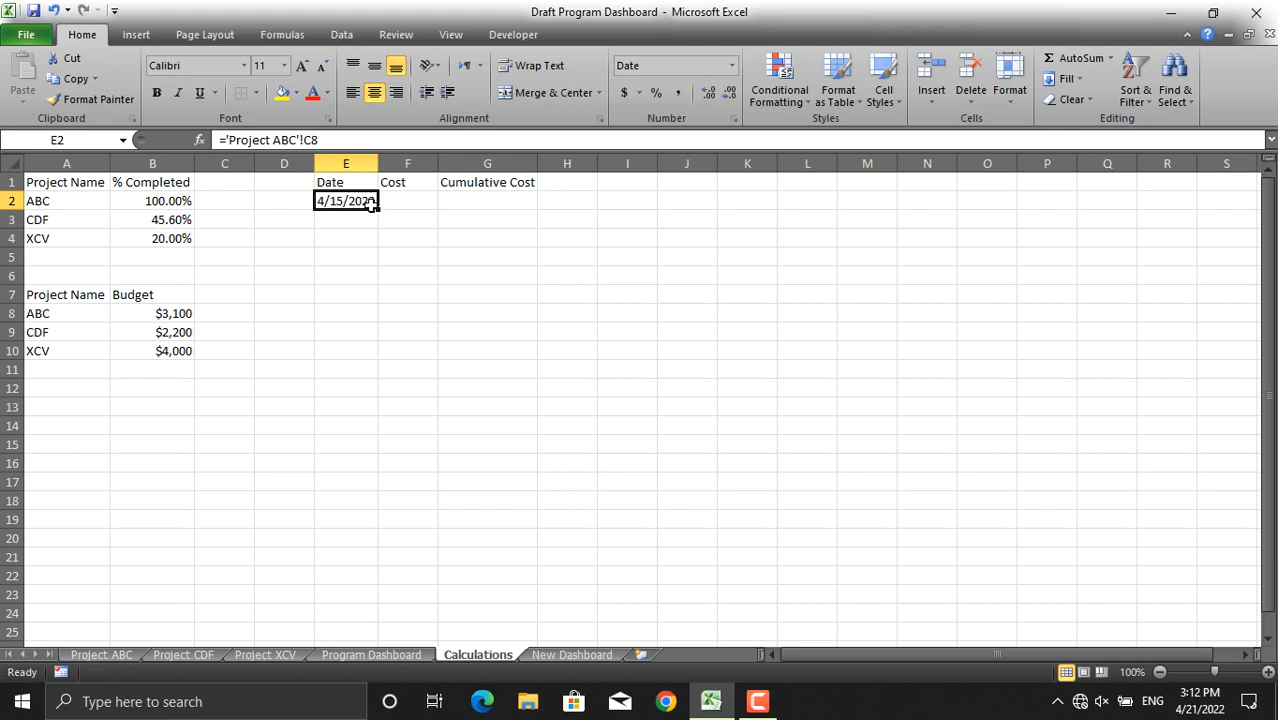 Draft Program Dashboard - Microsoft Excel
File Home Insert Page Layout Formulas Data Review View Developer
Paste
Cut
Copy
Format Painter
Clipboard
Calibri 11
B I U
Font
Wrap Text
Merge & Center
Alignment
Date
$ % ,
Number
Conditional Formatting
Format as Table
Cell Styles
Styles
Insert Delete Format
Cells
AutoSum
Fill
Clear
Sort & Filter
Find & Select
Editing
E2 fx ='Project ABC'!C8
A B C D E F G H I J K L M N O P Q R S
1 Project Name % Completed Date Cost Cumulative Cost
2 ABC 100.00%
3 CDF 45.60%
4 XCV 20.00%
5
6
7 Project Name Budget
8 ABC $3,100
9 CDF $2,200
10 XCV $4,000
11
12
13
14
15
16
17
18
19
20
21
22
23
24
25
Project ABC Project CDF Project XCV Program Dashboard Calculations New Dashboard
Ready 100%
Type here to search ENG 3:12 PM
4/21/2022